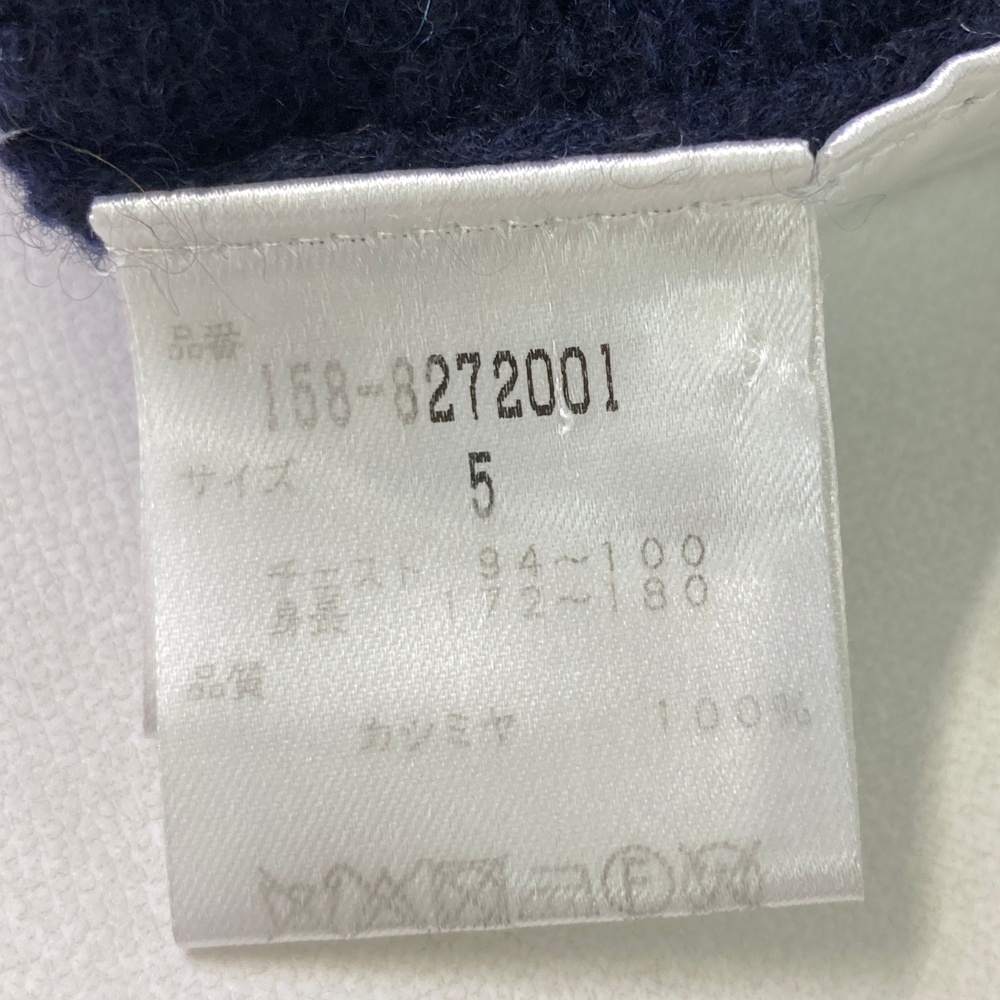 品番
158-8272001
サイズ
5
チェスト 94〜100
身長 172〜180
品質
カシミヤ 100%
F